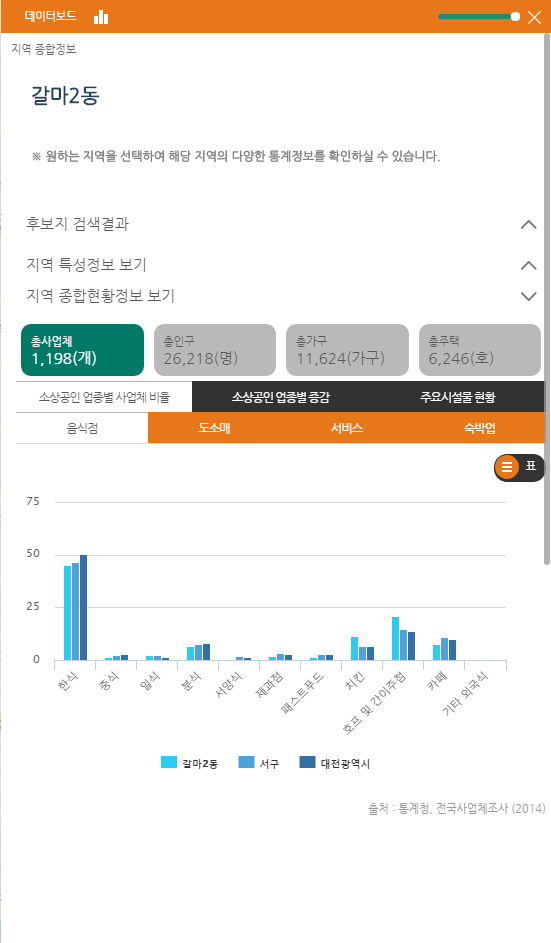 데이터보드
지역 종합정보
갈마2동
※ 원하는 지역을 선택하여 해당 지역의 다양한 통계정보를 확인하실 수 있습니다.
후보지 검색결과
지역 특성정보 보기
지역 종합현황정보 보기
총사업체 총인구 총가구 총주택
1,198(개) 26,218(명) 11,624(가구) 6,246(호)
소상공인 업종별 사업체 비율 소상공인 업종별 증감 주요시설물 현황
음식점 도소매 서비스 숙박업
표
75
50
25
0
한식 중식 일식 분식 서양식 제과점 패스트푸드 치킨 호프 및 간이주점 카페 기타 외국식
갈마2동 서구 대전광역시
출처 : 통계청, 전국사업체조사 (2014)